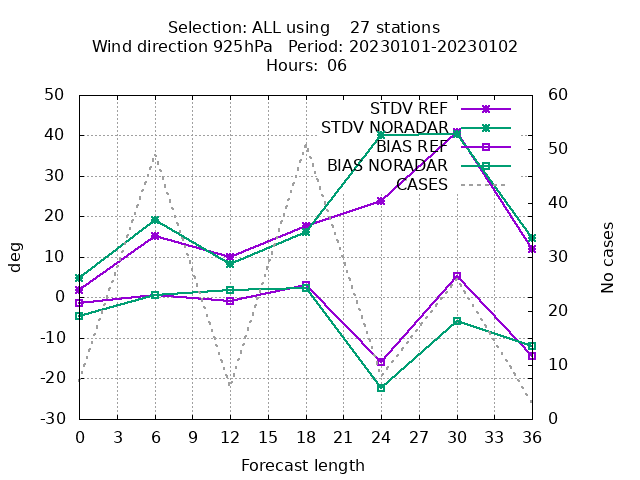 Selection: ALL using    27 stations
Wind direction 925hPa   Period: 20230101-20230102
Hours: 06
50
40
30
20
10
0
-10
-20
-30
60
50
40
30
20
10
0
STDV REF
STDV NORADAR
BIAS REF
BIAS NORADAR
CASES
deg
No cases
0 3 6 9 12 15 18 21 24 27 30 33 36
Forecast length